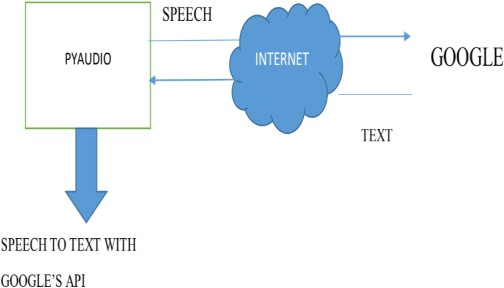 SPEECH
PYAUDIO
INTERNET
GOOGLE
TEXT
SPEECH TO TEXT WITH
GOOGLE'S API